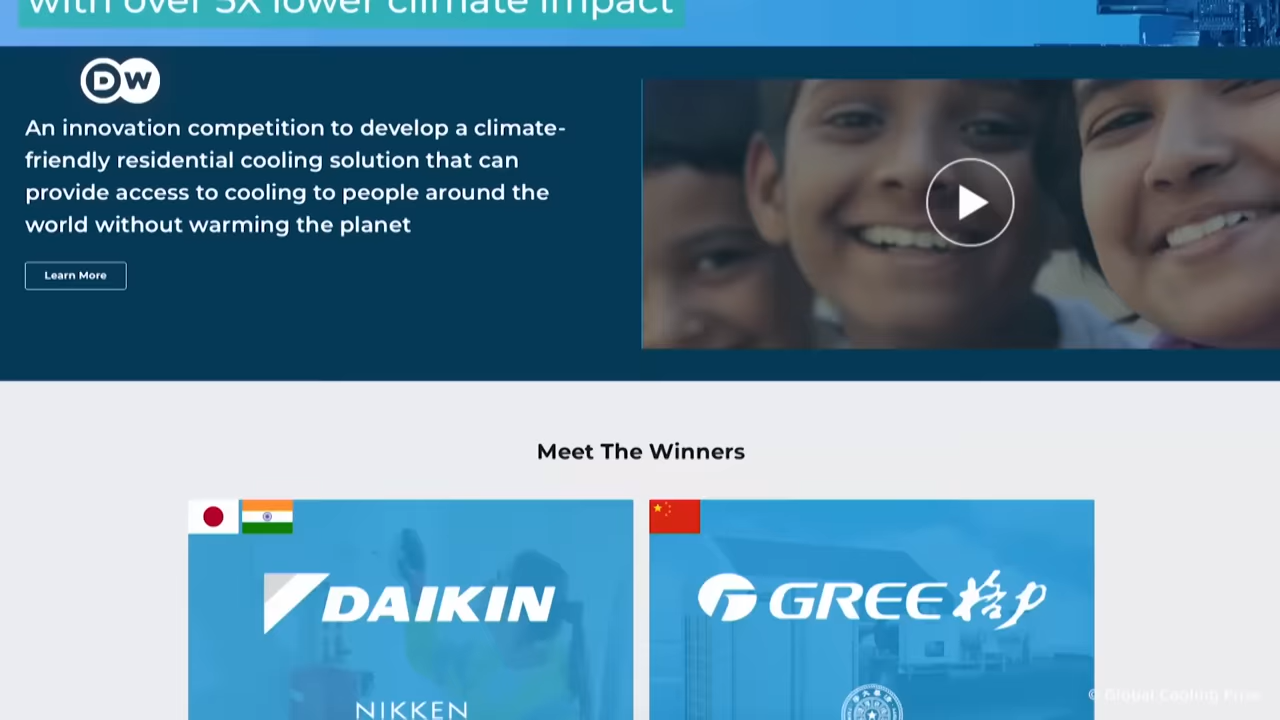 with over 5X lower climate impact
DW
An innovation competition to develop a climate-
friendly residential cooling solution that can
provide access to cooling to people around the
world without warming the planet
Learn More
Meet The Winners
DAIKIN
GREE 格力
NIKKEN
© Global Cooling Prize